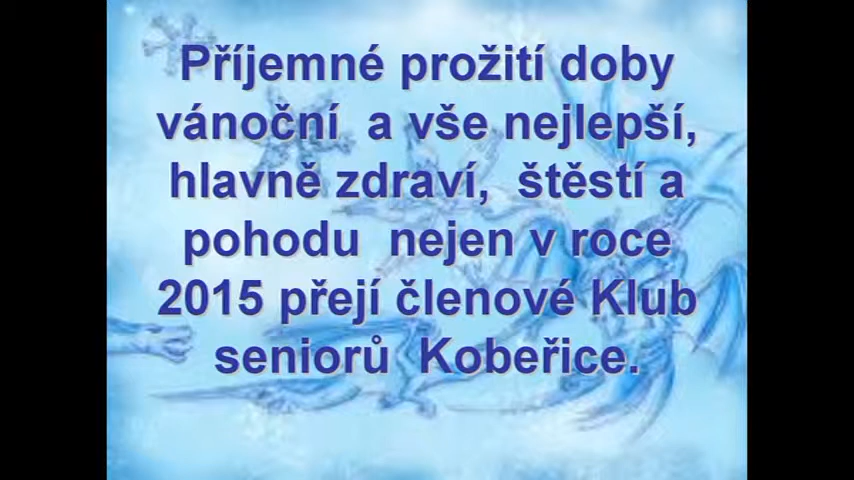 Příjemné prožití doby
vánoční a vše nejlepší,
hlavně zdraví, štěstí a
pohodu nejen v roce
2015 přejí členové Klub
seniorů Kobeřice.